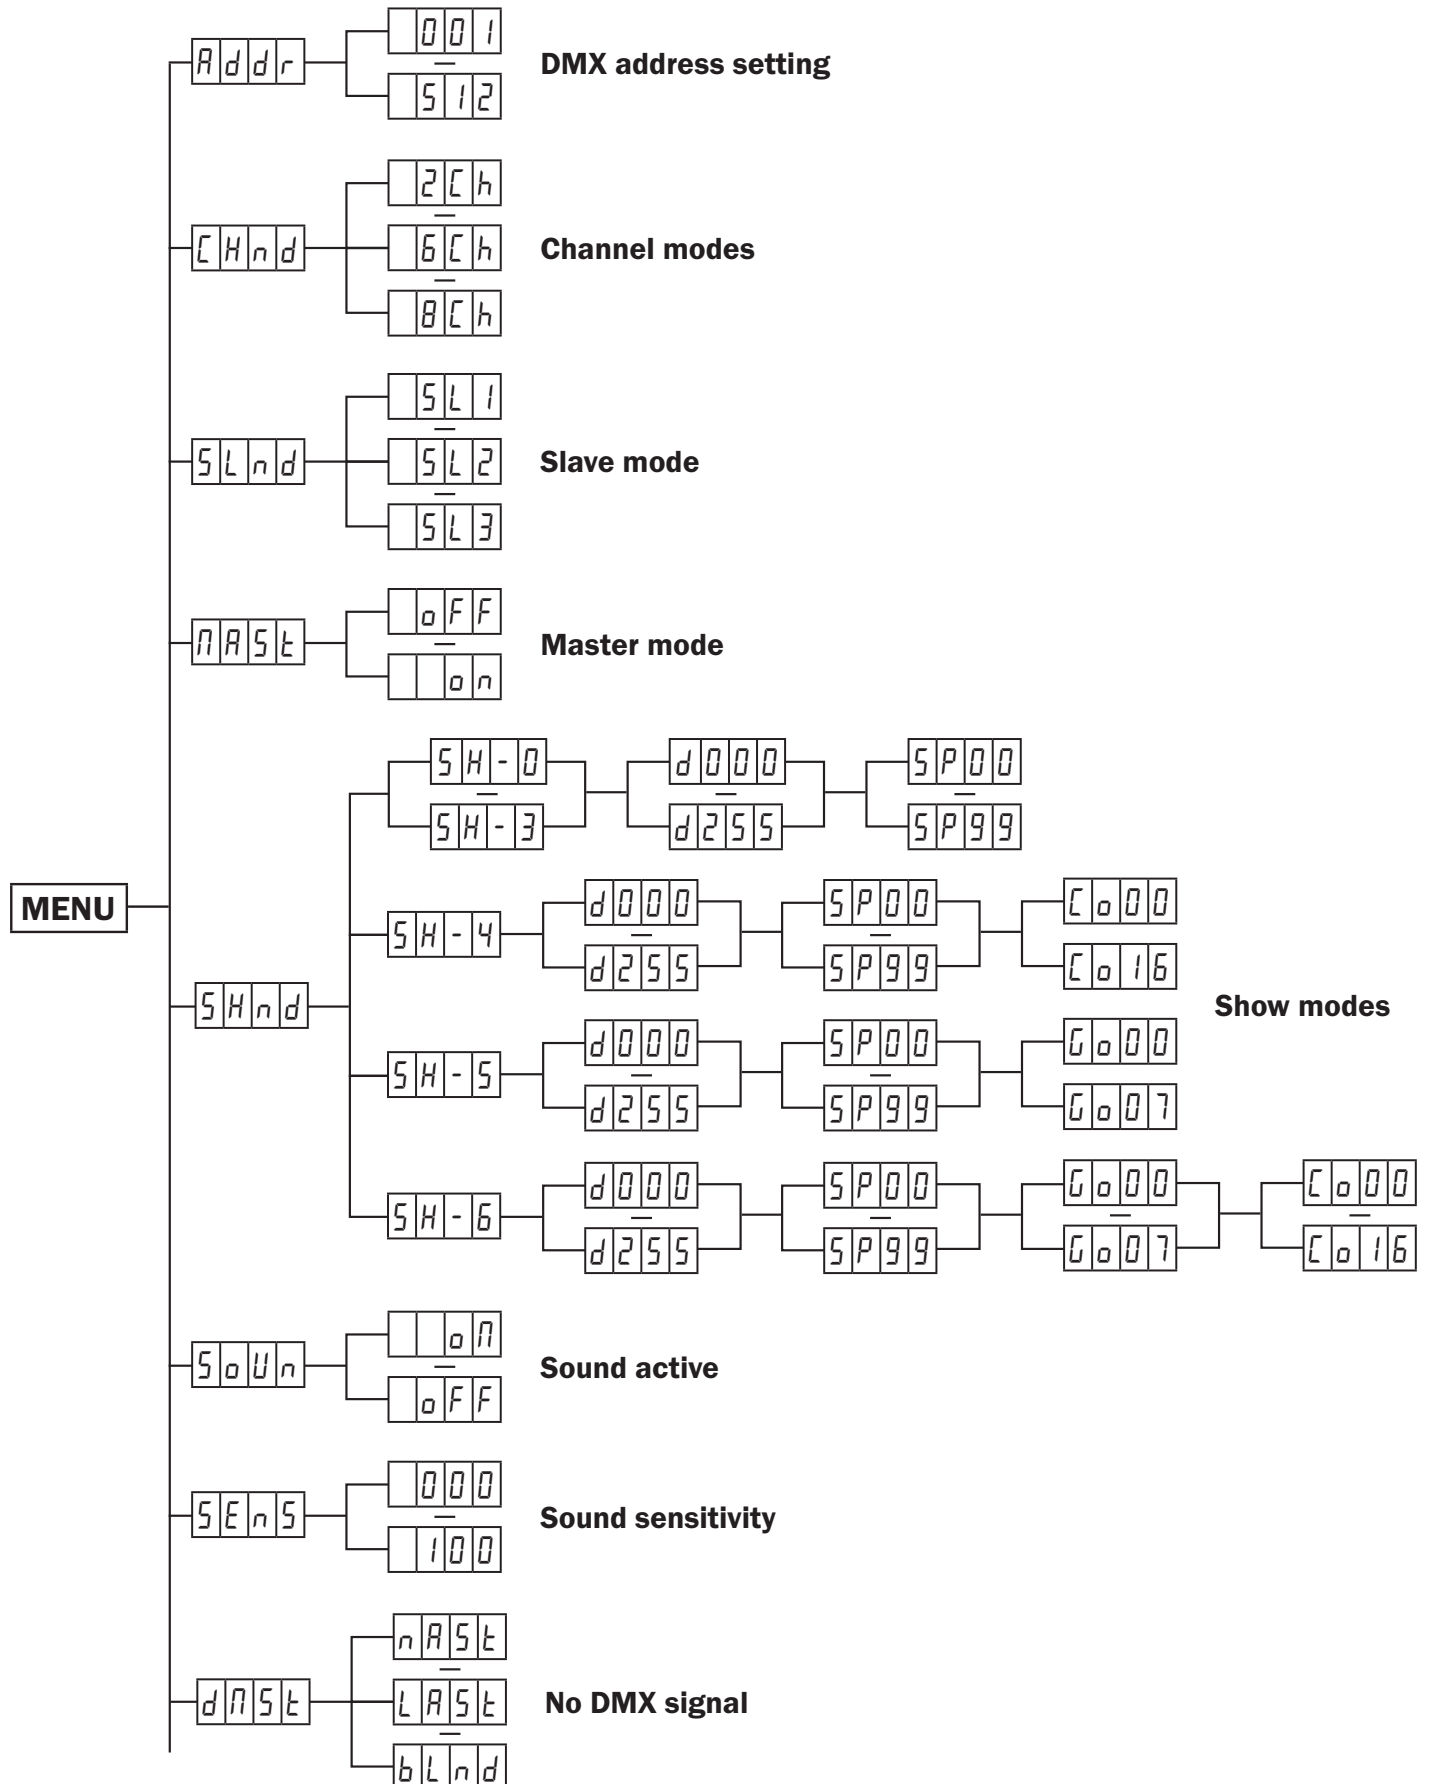 001
Addr
DMX address setting
512
2Ch
CHnd
6Ch
Channel modes
8Ch
SL1
SLnd
SL2
Slave mode
SL3
oFF
MASt
Master mode
on
SH-0 d000 SP00
SH-3 d255 SP99
MENU
d000 SP00 Co00
SH-4
d255 SP99 Co16
SHnd
Show modes
d000 SP00 Go00
SH-5
d255 SP99 Go07
d000 SP00 Go00 Co00
SH-6
d255 SP99 Go07 Co16
oM
SoUn
Sound active
oFF
000
SEnS
Sound sensitivity
100
nASt
dMSt
LASt
No DMX signal
bLnd